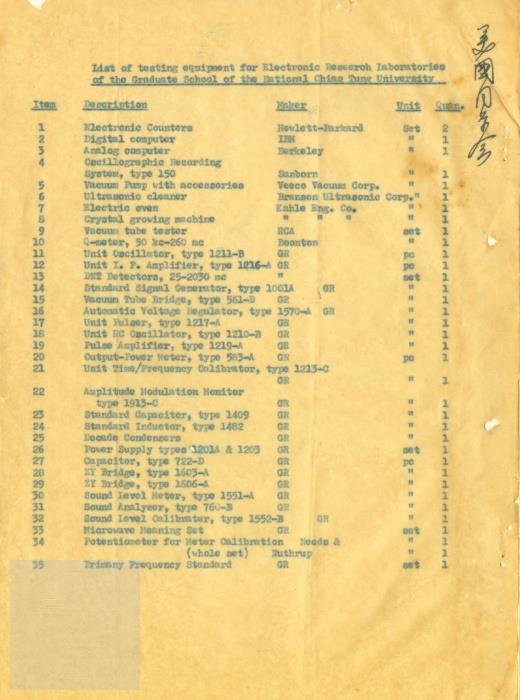 美國同學会
List of testing equipment for Electronic Research Laboratories
of the Graduate School of the National Chiao Tung University
Item Description Maker Unit Quan.
1 Electronic Counters Hewlett-Parkard Set 2
2 Digital computer IBM " 1
3 Analog computer Berkeley " 1
4 Oscillographic Recording
System, type 150 Sanborn " 1
5 Vacuum Pump with accessories Veeco Vacuum Corp. " 1
6 Ultrasonic cleaner Branson Ultrasonic Corp." 1
7 Electric oven Kahle Eng. Co. " 1
8 Crystal growing machine " " " " 1
9 Vacuum tube tester RCA set 1
10 Q-meter, 50 kc-260 mc Boonton " 1
11 Unit Oscillator, type 1211-B GR pc 1
12 Unit I. F. Amplifier, type 1216-A GR pc 1
13 DNT Detectors, 25-2030 mc " set 1
14 Standard Signal Generator, type 1001A GR " 1
15 Vacuum Tube Bridge, type 561-D GR " 1
16 Automatic Voltage Regulator, type 1570-A GR " 1
17 Unit Pulser, type 1217-A GR " 1
18 Unit RC Oscillator, type 1210-B GR " 1
19 Pulse Amplifier, type 1219-A GR " 1
20 Output-Power Meter, type 583-A GR pc 1
21 Unit Time/Frequency Calibrator, type 1213-C
GR " 1
22 Amplitude Modulation Monitor
type 1913-C GR " 1
23 Standard Capacitor, type 1409 GR " 1
24 Standard Inductor, type 1482 GR " 1
25 Decade Condensers GR " 1
26 Power Supply types 1201A & 1203 GR set 1
27 Capacitor, type 722-D GR pc 1
28 ZY Bridge, type 1603-A GR " 1
29 ZY Bridge, type 1606-A GR " 1
30 Sound Level Meter, type 1551-A GR " 1
31 Sound Analyzer, type 760-B GR " 1
32 Sound Level Calibrator, type 1552-B GR " 1
33 Microwave Meaning Set GR set 1
34 Potentiometer for Meter Calibration Needs &
(whole set) Ruthrup " 1
35 Primary Frequency Standard GR set 1